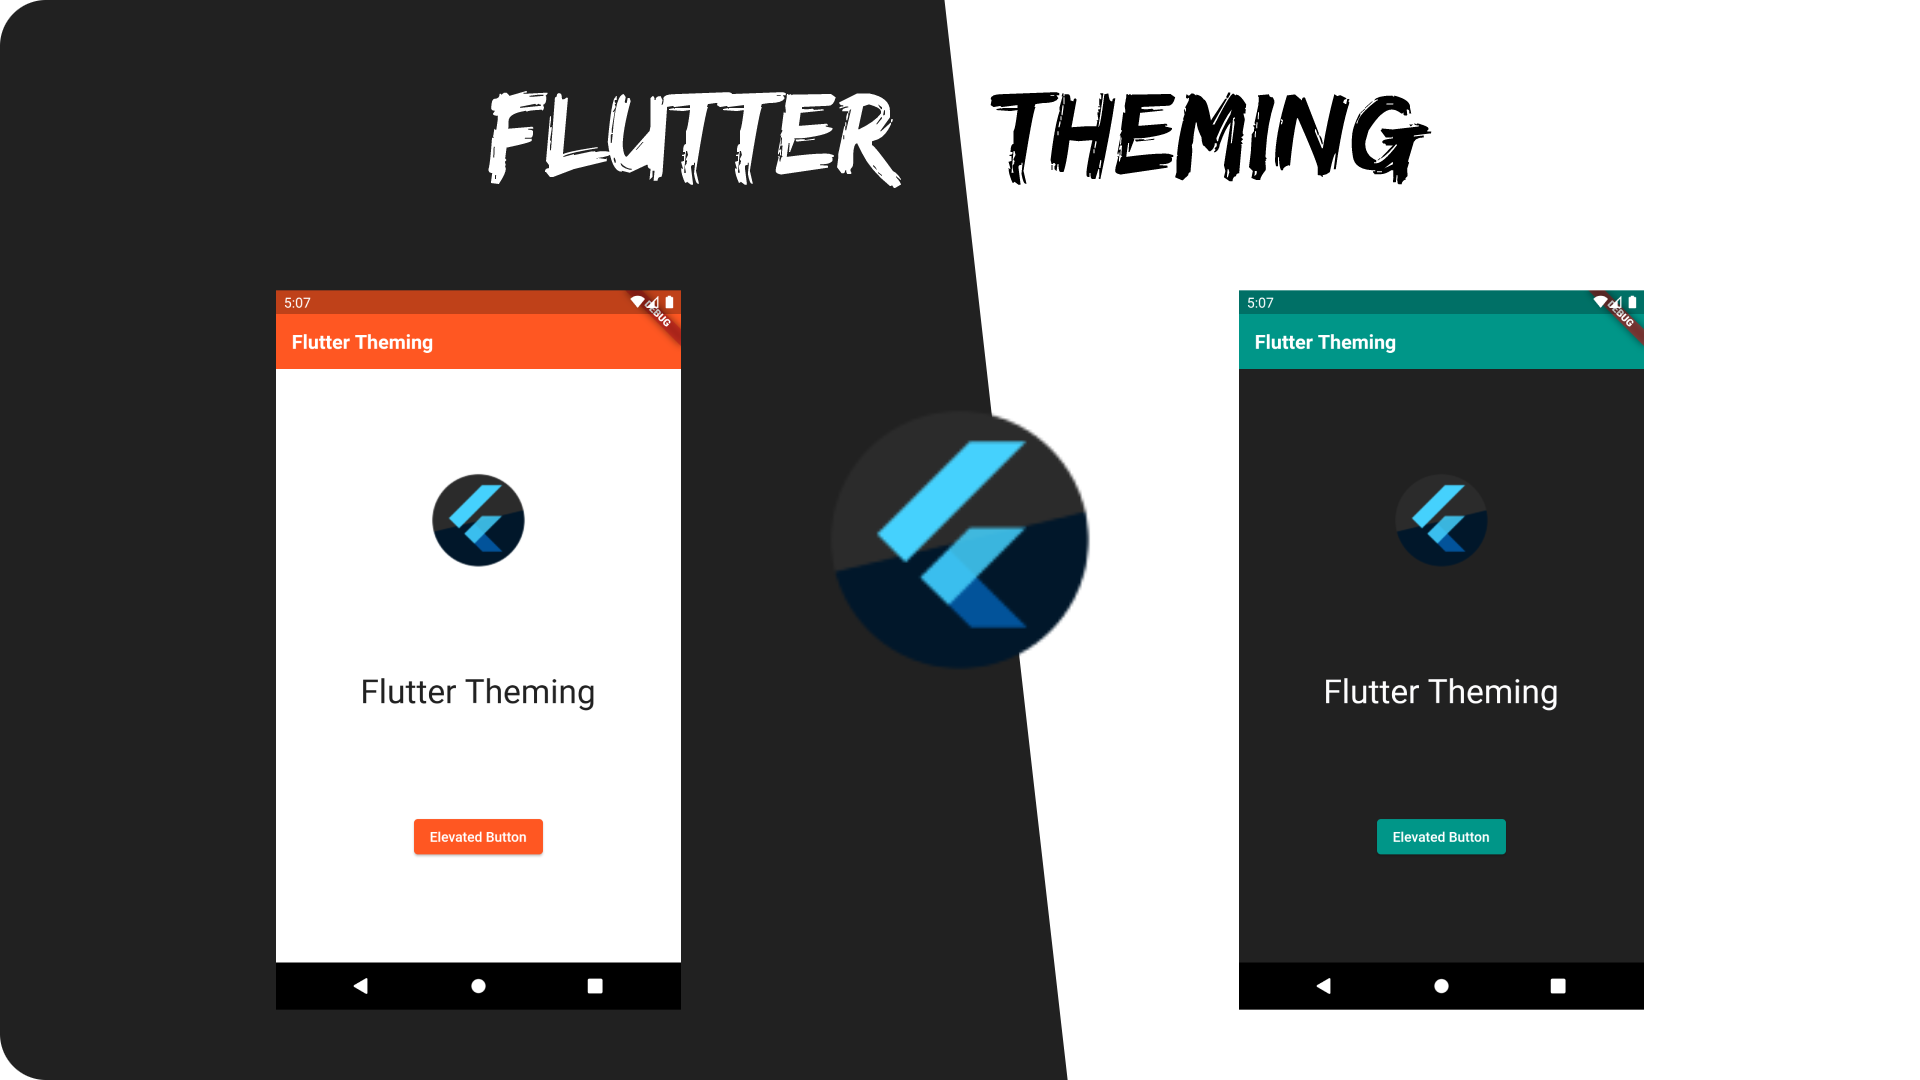 FLUTTER THEMING
5:07
DEBUG
Flutter Theming
Flutter Theming
Elevated Button
5:07
DEBUG
Flutter Theming
Flutter Theming
Elevated Button